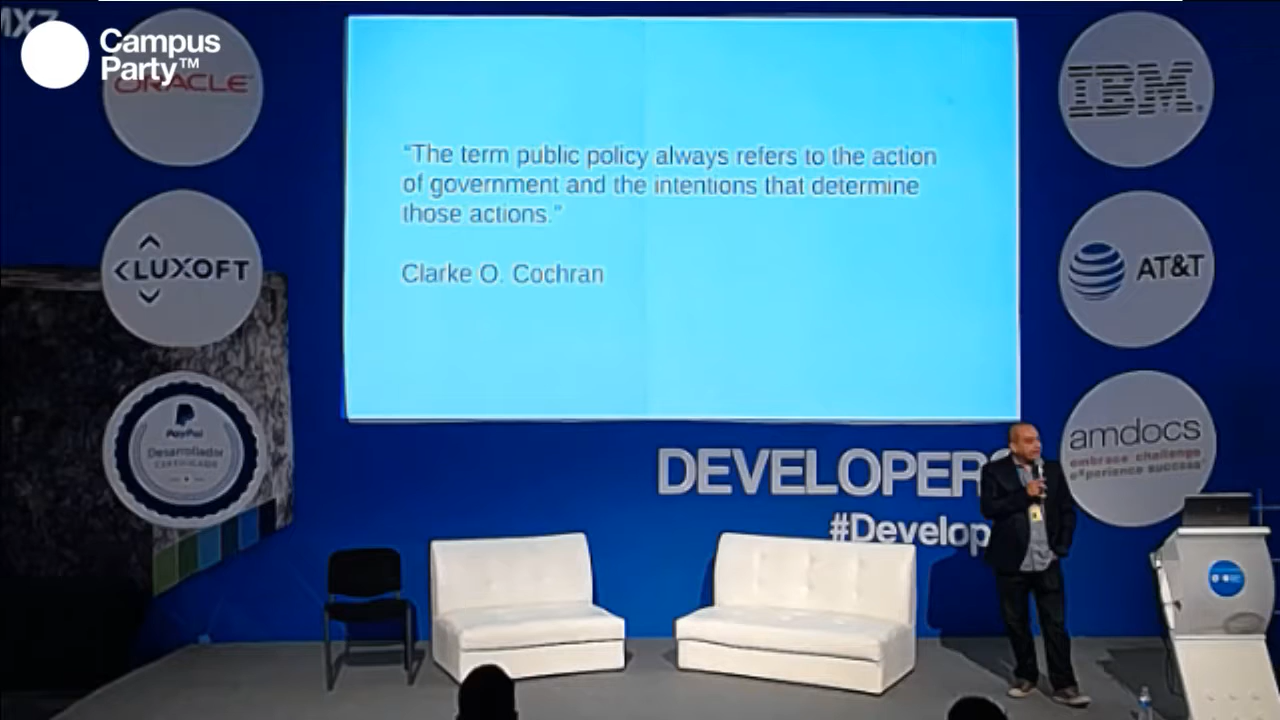 Campus
Party™
ORACLE
LUXOFT
PayPal
Desarrollador
CERTIFICADO
“The term public policy always refers to the action
of government and the intentions that determine
those actions.”
Clarke O. Cochran
IBM
AT&T
amdocs
embrace challenge
experience success
DEVELOPERS
#Develop